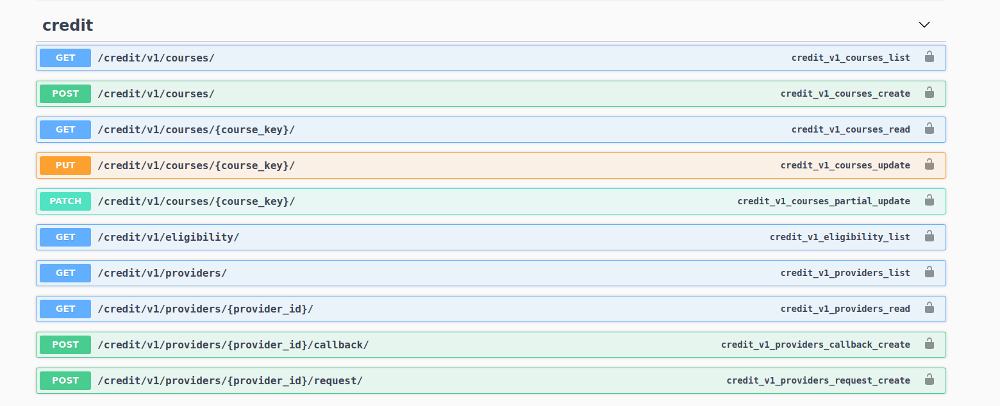 credit
GET /credit/v1/courses/ credit_v1_courses_list
POST /credit/v1/courses/ credit_v1_courses_create
GET /credit/v1/courses/{course_key}/ credit_v1_courses_read
PUT /credit/v1/courses/{course_key}/ credit_v1_courses_update
PATCH /credit/v1/courses/{course_key}/ credit_v1_courses_partial_update
GET /credit/v1/eligibility/ credit_v1_eligibility_list
GET /credit/v1/providers/ credit_v1_providers_list
GET /credit/v1/providers/{provider_id}/ credit_v1_providers_read
POST /credit/v1/providers/{provider_id}/callback/ credit_v1_providers_callback_create
POST /credit/v1/providers/{provider_id}/request/ credit_v1_providers_request_create